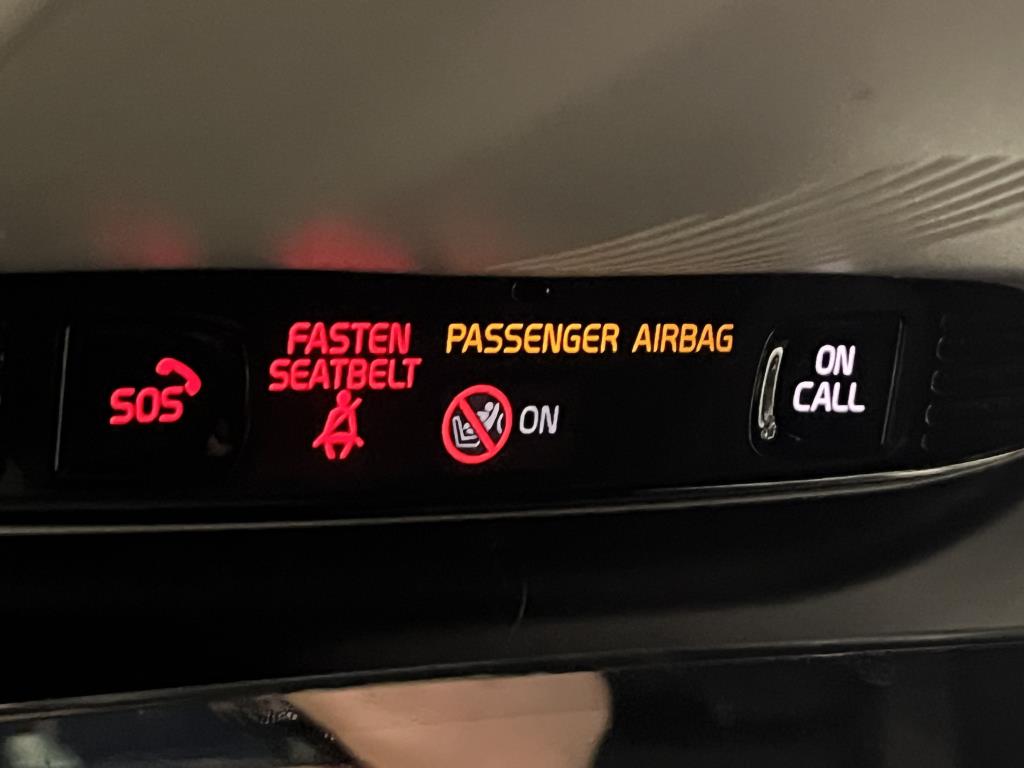 SOS
FASTEN
SEATBELT
PASSENGER AIRBAG
ON
ON
CALL